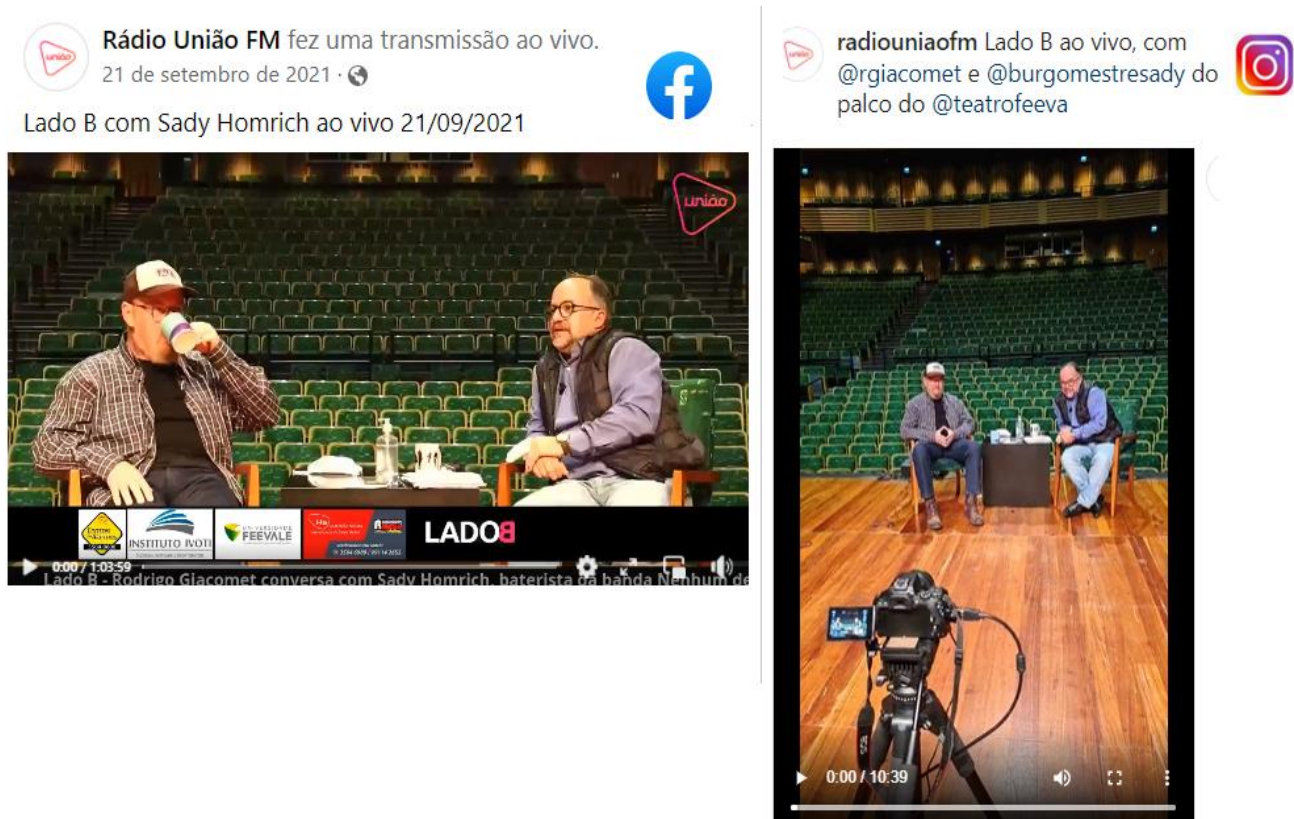 união
Rádio União FM fez uma transmissão ao vivo.
21 de setembro de 2021 ·
Lado B com Sady Homrich ao vivo 21/09/2021
união
INSTITUTO IVOTI
UNIVERSIDADE
FEEVALE
LADOB
0:00 / 1:03:59
Lado B - Rodrigo Giacomet conversa com Sady Homrich, baterista da banda Nenhum de
radiouniaofm Lado B ao vivo, com
@rgiacomet e @burgomestresady do
palco do @teatrofeeva
0:00 / 10:39